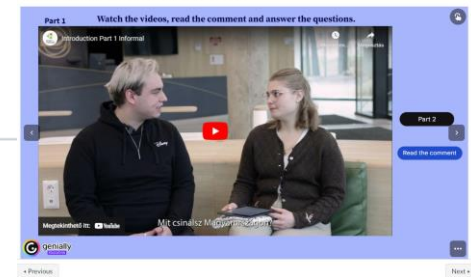 Part 1
Watch the videos, read the comment and answer the questions.
Introduction Part 1 Informal
Part 2
Read the comment
Megtekinthető itt: YouTube
Mit csinálsz Magyarországon?
genially
« Previous
Next »